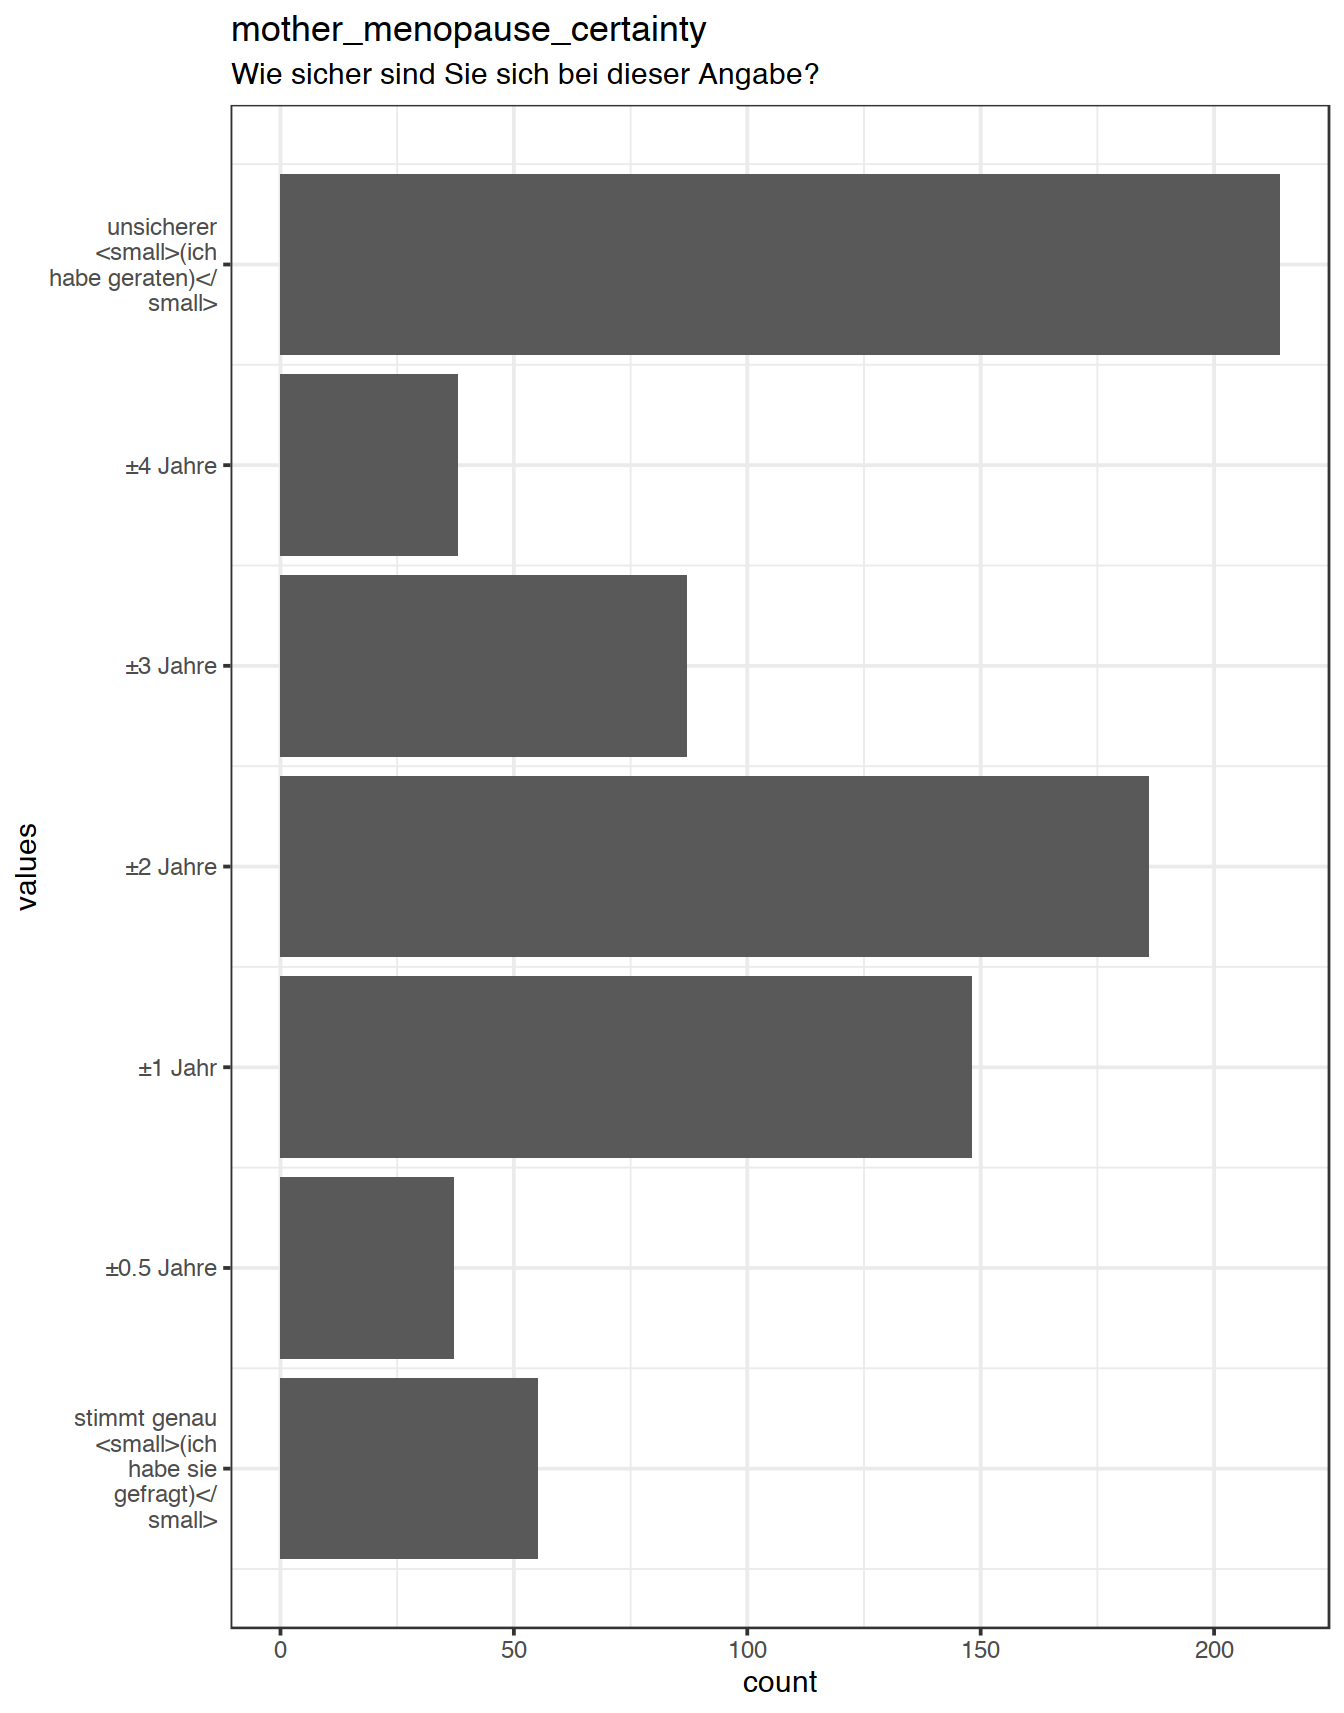 mother_menopause_certainty
Wie sicher sind Sie sich bei dieser Angabe?
unsicherer
<small>(ich
habe geraten)</
small>
±4 Jahre
±3 Jahre
±2 Jahre
±1 Jahr
±0.5 Jahre
stimmt genau
<small>(ich
habe sie
gefragt)</
small>
values
0 50 100 150 200
count